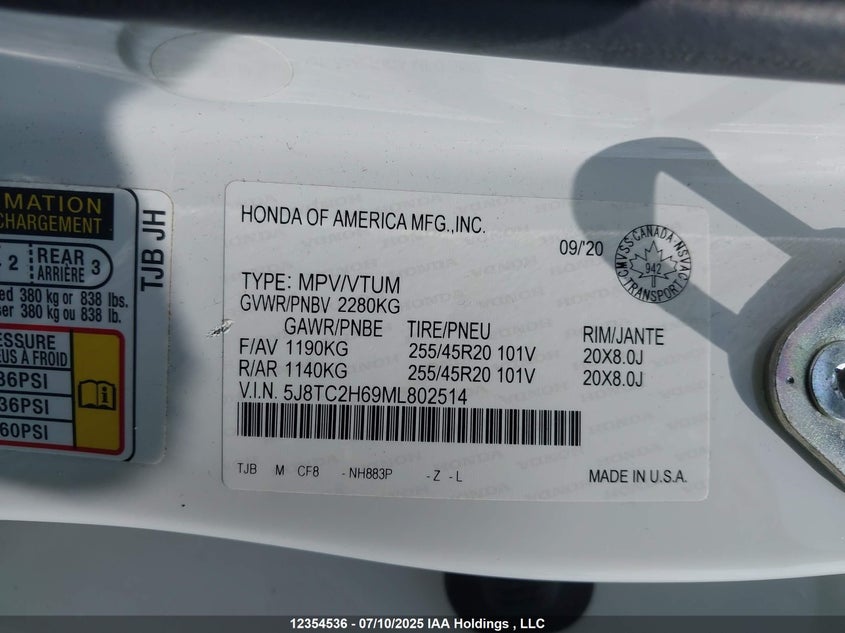 MATION
CHARGEMENT
2 REAR 3
ARRIÈRE
ed 380 kg or 838 lbs.
ser 380 kg ou 838 lb.
RESSURE
EUS À FROID
36PSI
36PSI
60PSI
TJB JH
HONDA OF AMERICA MFG.,INC.
09/'20
CMVSS CANADA NSVAC
942
TRANSPORT
TYPE: MPV/VTUM
GVWR/PNBV 2280KG
GAWR/PNBE TIRE/PNEU RIM/JANTE
F/AV 1190KG 255/45R20 101V 20X8.0J
R/AR 1140KG 255/45R20 101V 20X8.0J
V.I.N. 5J8TC2H69ML802514
TJB M CF8 - NH883P - Z - L MADE IN U.S.A.
12354536 - 07/10/2025 IAA Holdings , LLC